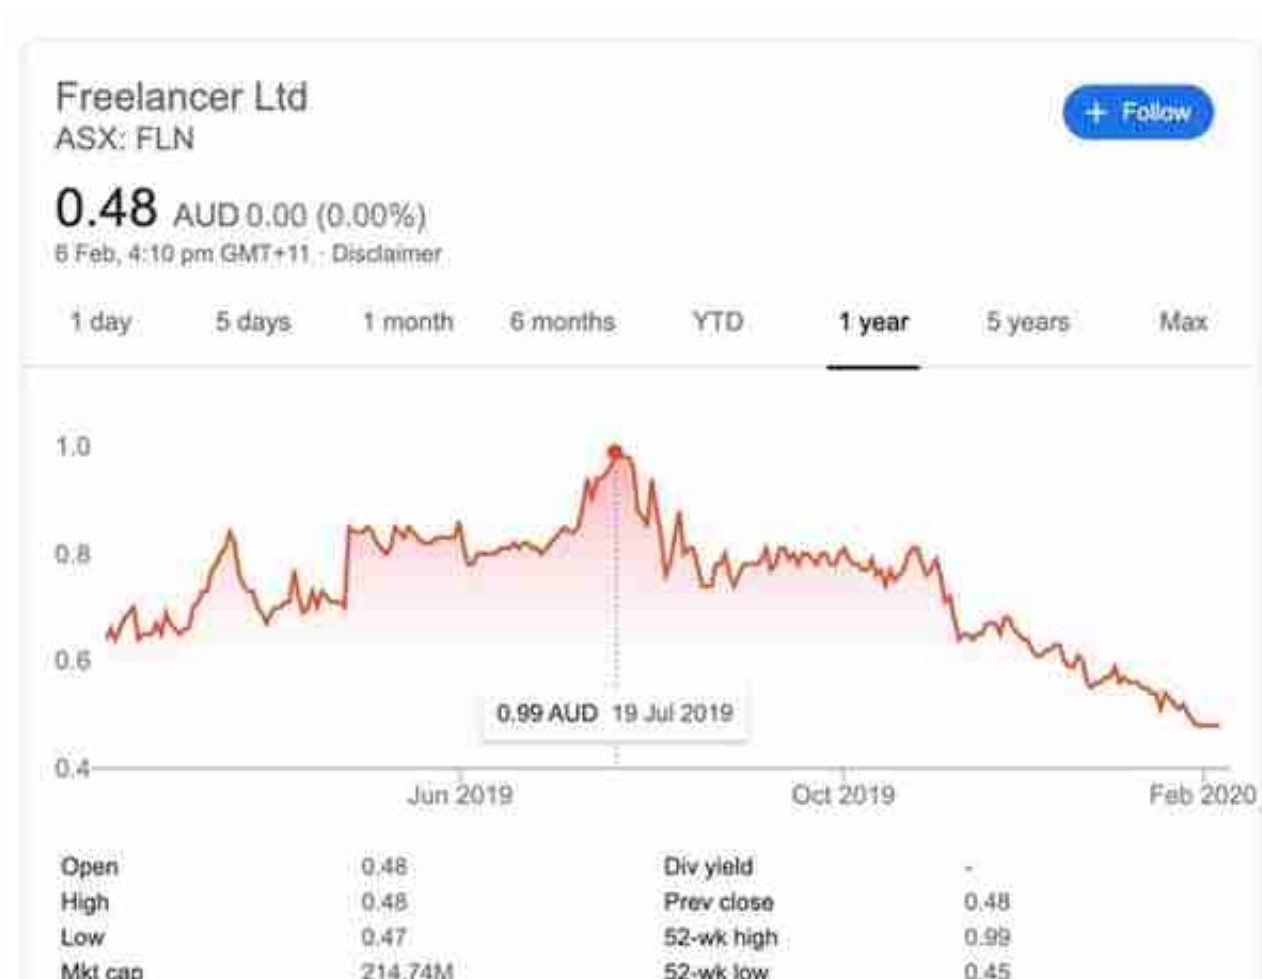 Freelancer Ltd
+ Follow
ASX: FLN
0.48 AUD 0.00 (0.00%)
6 Feb, 4:10 pm GMT+11 · Disclaimer
1 day 5 days 1 month 6 months YTD 1 year 5 years Max
1.0
0.8
0.6
0.99 AUD 19 Jul 2019
0.4
Jun 2019 Oct 2019 Feb 2020
Open 0.48 Div yield -
High 0.48 Prev close 0.48
Low 0.47 52-wk high 0.99
Mkt cap 214.74M 52-wk low 0.45